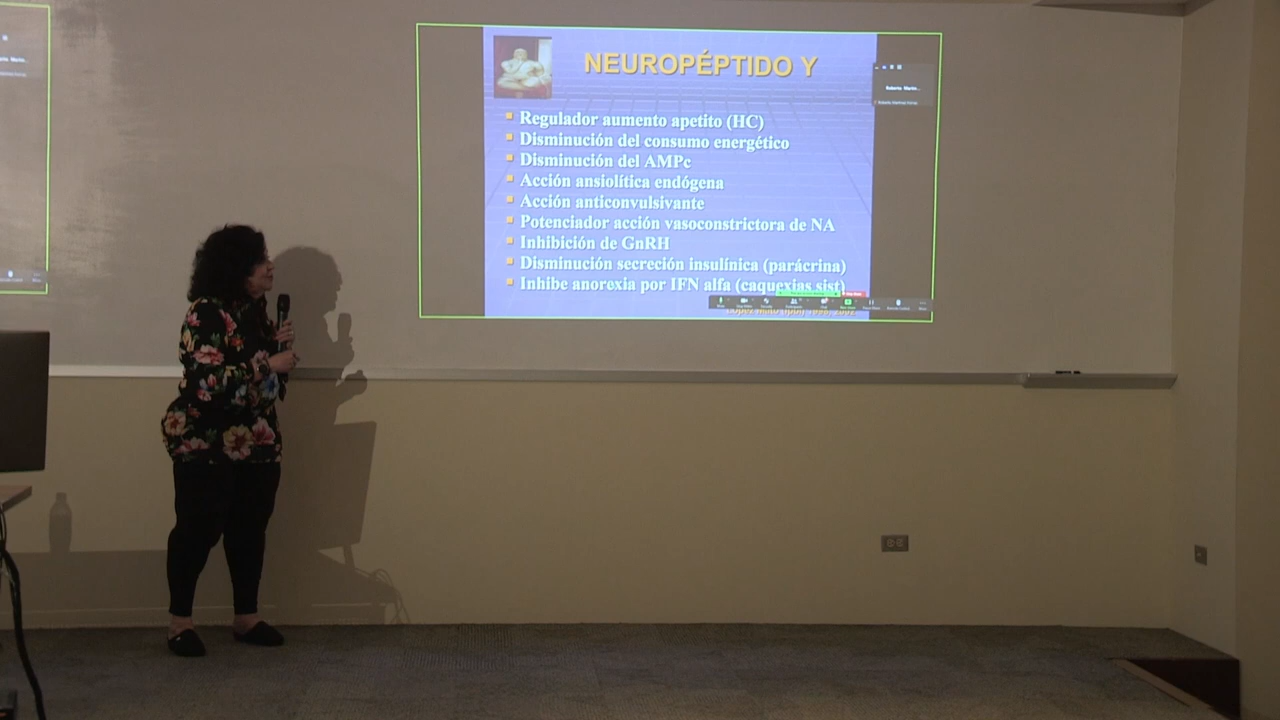 NEUROPÉPTIDO Y
Regulador aumento apetito (HC)
Disminución del consumo energético
Disminución del AMPc
Acción ansiolítica endógena
Acción anticonvulsivante
Potenciador acción vasoconstrictora de NA
Inhibición de GnRH
Disminución secreción insulínica (parácrina)
Inhibe anorexia por IFN alfa (caquexias sist)